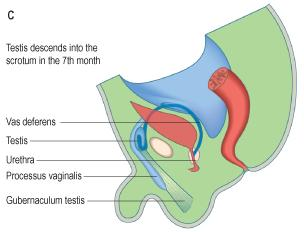 C
Testis descends into the
scrotum in the 7th month
Vas deferens
Testis
Urethra
Processus vaginalis
Gubernaculum testis